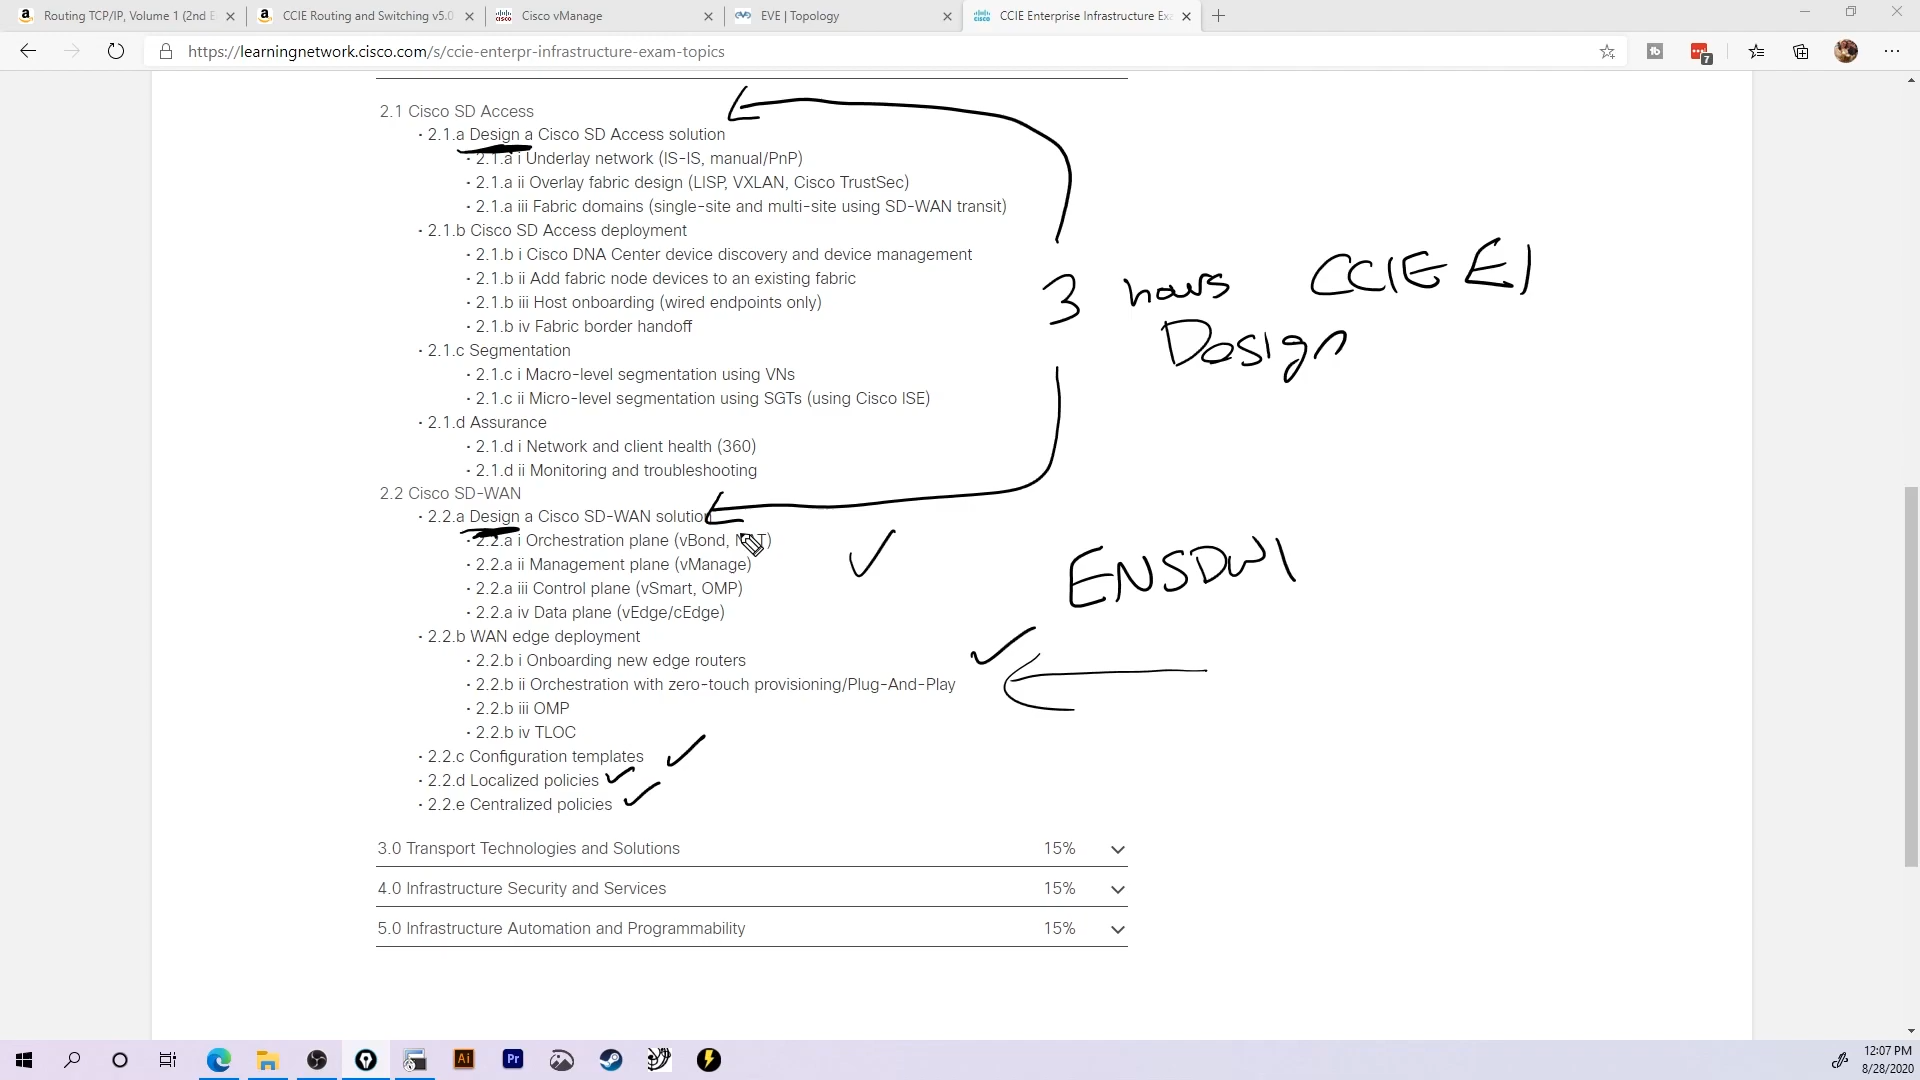 Routing TCP/IP, Volume 1 (2nd E
CCIE Routing and Switching v5.0
Cisco vManage
EVE | Topology
CCIE Enterprise Infrastructure Exa
https://learningnetwork.cisco.com/s/ccie-enterpr-infrastructure-exam-topics
7
2.1 Cisco SD Access
· 2.1.a Design a Cisco SD Access solution
· 2.1.a i Underlay network (IS-IS, manual/PnP)
· 2.1.a ii Overlay fabric design (LISP, VXLAN, Cisco TrustSec)
· 2.1.a iii Fabric domains (single-site and multi-site using SD-WAN transit)
· 2.1.b Cisco SD Access deployment
· 2.1.b i Cisco DNA Center device discovery and device management
· 2.1.b ii Add fabric node devices to an existing fabric
· 2.1.b iii Host onboarding (wired endpoints only)
· 2.1.b iv Fabric border handoff
3 hours CCIE EI
Design
· 2.1.c Segmentation
· 2.1.c i Macro-level segmentation using VNs
· 2.1.c ii Micro-level segmentation using SGTs (using Cisco ISE)
· 2.1.d Assurance
· 2.1.d i Network and client health (360)
· 2.1.d ii Monitoring and troubleshooting
2.2 Cisco SD-WAN
· 2.2.a Design a Cisco SD-WAN solution
· 2.2.a i Orchestration plane (vBond,
· 2.2.a ii Management plane (vManage)
· 2.2.a iii Control plane (vSmart, OMP)
· 2.2.a iv Data plane (vEdge/cEdge)
ENSDWI
· 2.2.b WAN edge deployment
· 2.2.b i Onboarding new edge routers
· 2.2.b ii Orchestration with zero-touch provisioning/Plug-And-Play
· 2.2.b iii OMP
· 2.2.b iv TLOC
· 2.2.c Configuration templates
· 2.2.d Localized policies
· 2.2.e Centralized policies
3.0 Transport Technologies and Solutions 15%
4.0 Infrastructure Security and Services 15%
5.0 Infrastructure Automation and Programmability 15%
Ai
Pr
12:07 PM
8/28/2020